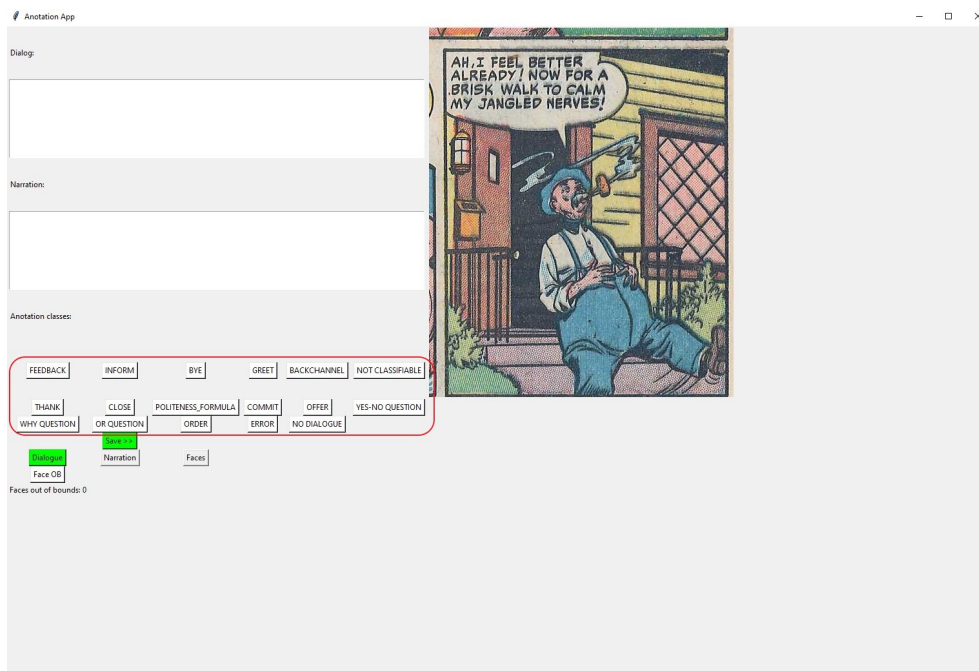 Anotation App
Dialog:
Narration:
Anotation classes:
FEEDBACK INFORM BYE GREET BACKCHANNEL NOT CLASSIFIABLE
THANK CLOSE POLITENESS_FORMULA COMMIT OFFER YES-NO QUESTION
WHY QUESTION OR QUESTION ORDER ERROR NO DIALOGUE
Save >>
Dialogue Narration Faces
Face OB
Faces out of bounds: 0
AH, I FEEL BETTER
ALREADY! NOW FOR A
BRISK WALK TO CALM
MY JANGLED NERVES!